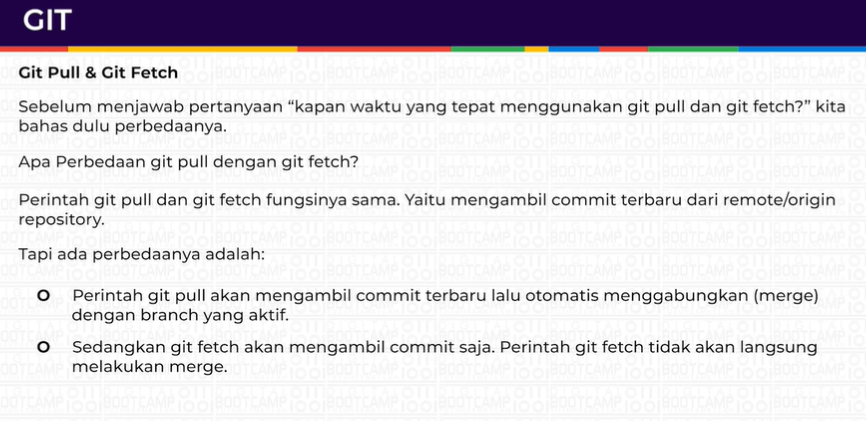 GIT
Git Pull & Git Fetch
Sebelum menjawab pertanyaan “kapan waktu yang tepat menggunakan git pull dan git fetch?” kita
bahas dulu perbedaanya.
Apa Perbedaan git pull dengan git fetch?
Perintah git pull dan git fetch fungsinya sama. Yaitu mengambil commit terbaru dari remote/origin
repository.
Tapi ada perbedaanya adalah:
Perintah git pull akan mengambil commit terbaru lalu otomatis menggabungkan (merge)
dengan branch yang aktif.
Sedangkan git fetch akan mengambil commit saja. Perintah git fetch tidak akan langsung
melakukan merge.